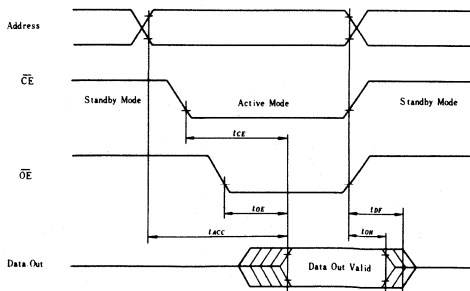 Address
CE
Standby Mode
Active Mode
Standby Mode
tCE
OE
tOE
tDF
tACC
tOH
Data Out
Data Out Valid